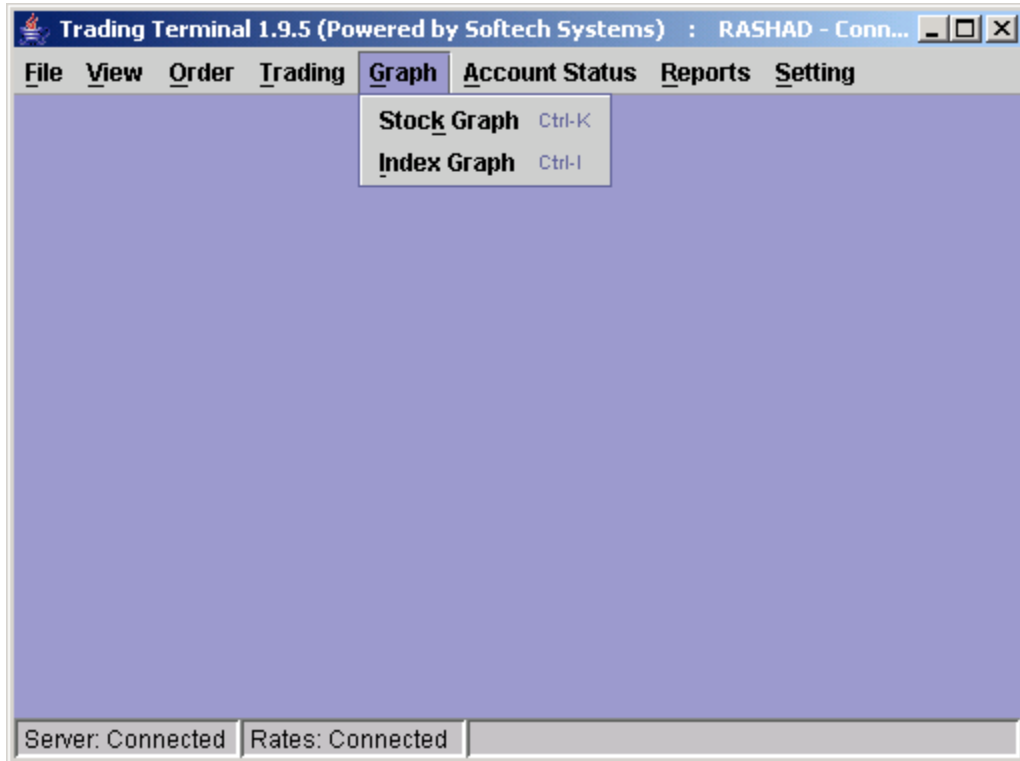 Trading Terminal 1.9.5 (Powered by Softech Systems) : RASHAD - Conn...
File View Order Trading Graph Account Status Reports Setting
Stock Graph Ctrl-K
Index Graph Ctrl-I
Server: Connected Rates: Connected